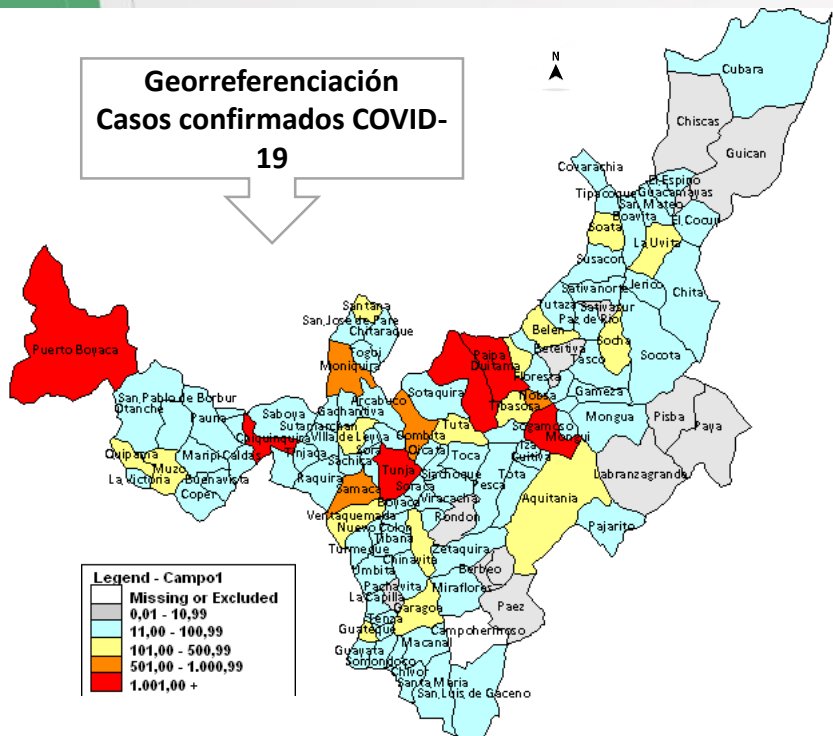 Georreferenciación
Casos confirmados COVID-
19
N
Cubara
Chiscas
Guican
Covarachia
El Espino
Tipacoque
Guacamayas
San Mateo
Boavita
El Cocuy
Soata
La Uvita
Susacon
Sativanorte
Jerico
Chita
Santana
Tutaza
Sativasur
San Jose de Pare
Paz de Rio
Chitaraque
Belen
Socha
Puerto Boyaca
Togui
Paipa
Beteitiva
Duitama
Tasco
Socota
Moniquira
Floresta
Sotaquira
Gameza
San Pablo de Borbur
Arcabuco
Nobsa
Otanche
Saboya
Gachantiva
Tibasosa
Pauna
Sutamarchan
Combita
Sogamoso
Mongua
Pisba
Paya
Chiquinquira
Villa de Leyva
Tuta
Mongui
Quipama
Maripi
Caldas
Tinjaca
Sora
Oicata
Iza
Muzo
Sachica
Toca
Cuitiva
La Victoria
Buenavista
Raquira
Tunja
Siachoque
Tota
Labranzagrande
Coper
Samaca
Soraca
Pesca
Aquitania
Boyaca
Viracacha
Ventaquemada
Rondon
Nuevo Colon
Pajarito
Tibana
Turmeque
Zetaquira
Chinavita
Umbita
Berbeo
Pachavita
Miraflores
La Capilla
Paez
Garagoa
Tenza
Guateque
Campohermoso
Guayata
Macanal
Somondoco
Chivor
Santa Maria
San Luis de Gaceno
Legend - Campo1
Missing or Excluded
0,01 - 10,99
11,00 - 100,99
101,00 - 500,99
501,00 - 1.000,99
1.001,00 +